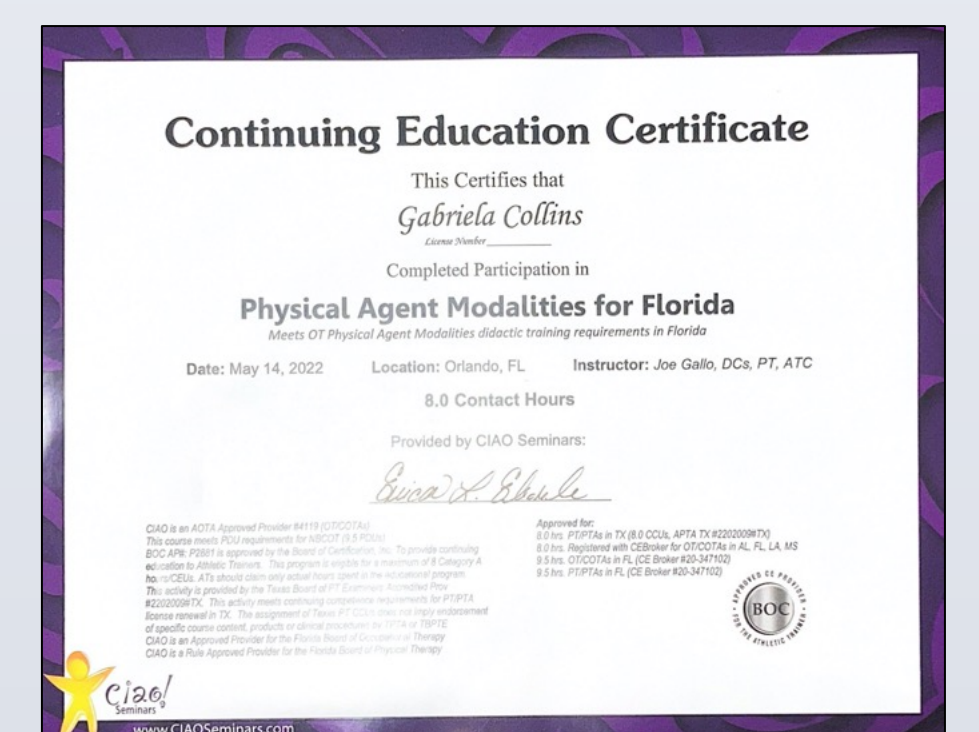 Continuing Education Certificate
This Certifies that
Gabriela Collins
License Number
Completed Participation in
Physical Agent Modalities for Florida
Meets OT Physical Agent Modalities didactic training requirements in Florida
Date: May 14, 2022 Location: Orlando, FL Instructor: Joe Gallo, DCs, PT, ATC
8.0 Contact Hours
Provided by CIAO Seminars:
CIAO is an AOTA Approved Provider #4119 (OT/COTAs)
This course meets PDU requirements for NBCOT (9.5 PDUs)
BOC AP#: P2681 is approved by the Board of Certification, Inc. To provide continuing
education to Athletic Trainers. This program is eligible for a maximum of 8 Category A
hours/CEUs. ATs should claim only actual hours spent in the educational program.
This activity is provided by the Texas Board of PT Examiners Accredited Prov
#2202009#TX. This activity meets continuing competence requirements for PT/PTA
license renewal in TX. The assignment of Texas PT CCUs does not imply endorsement
of specific course content, products or clinical procedures by TPTA or TBPTE
CIAO is an Approved Provider for the Florida Board of Occupational Therapy
CIAO is a Rule Approved Provider for the Florida Board of Physical Therapy
Approved for:
8.0 hrs. PT/PTAs in TX (8.0 CCUs, APTA TX #2202009#TX)
8.0 hrs. Registered with CEBroker for OT/COTAs in AL, FL, LA, MS
9.5 hrs. OT/COTAs in FL (CE Broker #20-347102)
9.5 hrs. PT/PTAs in FL (CE Broker #20-347102)
APPROVED CE PROVIDER
BOC
FOR THE ATHLETIC TRAINER
Ciao!
Seminars
www.CIAOSeminars.com